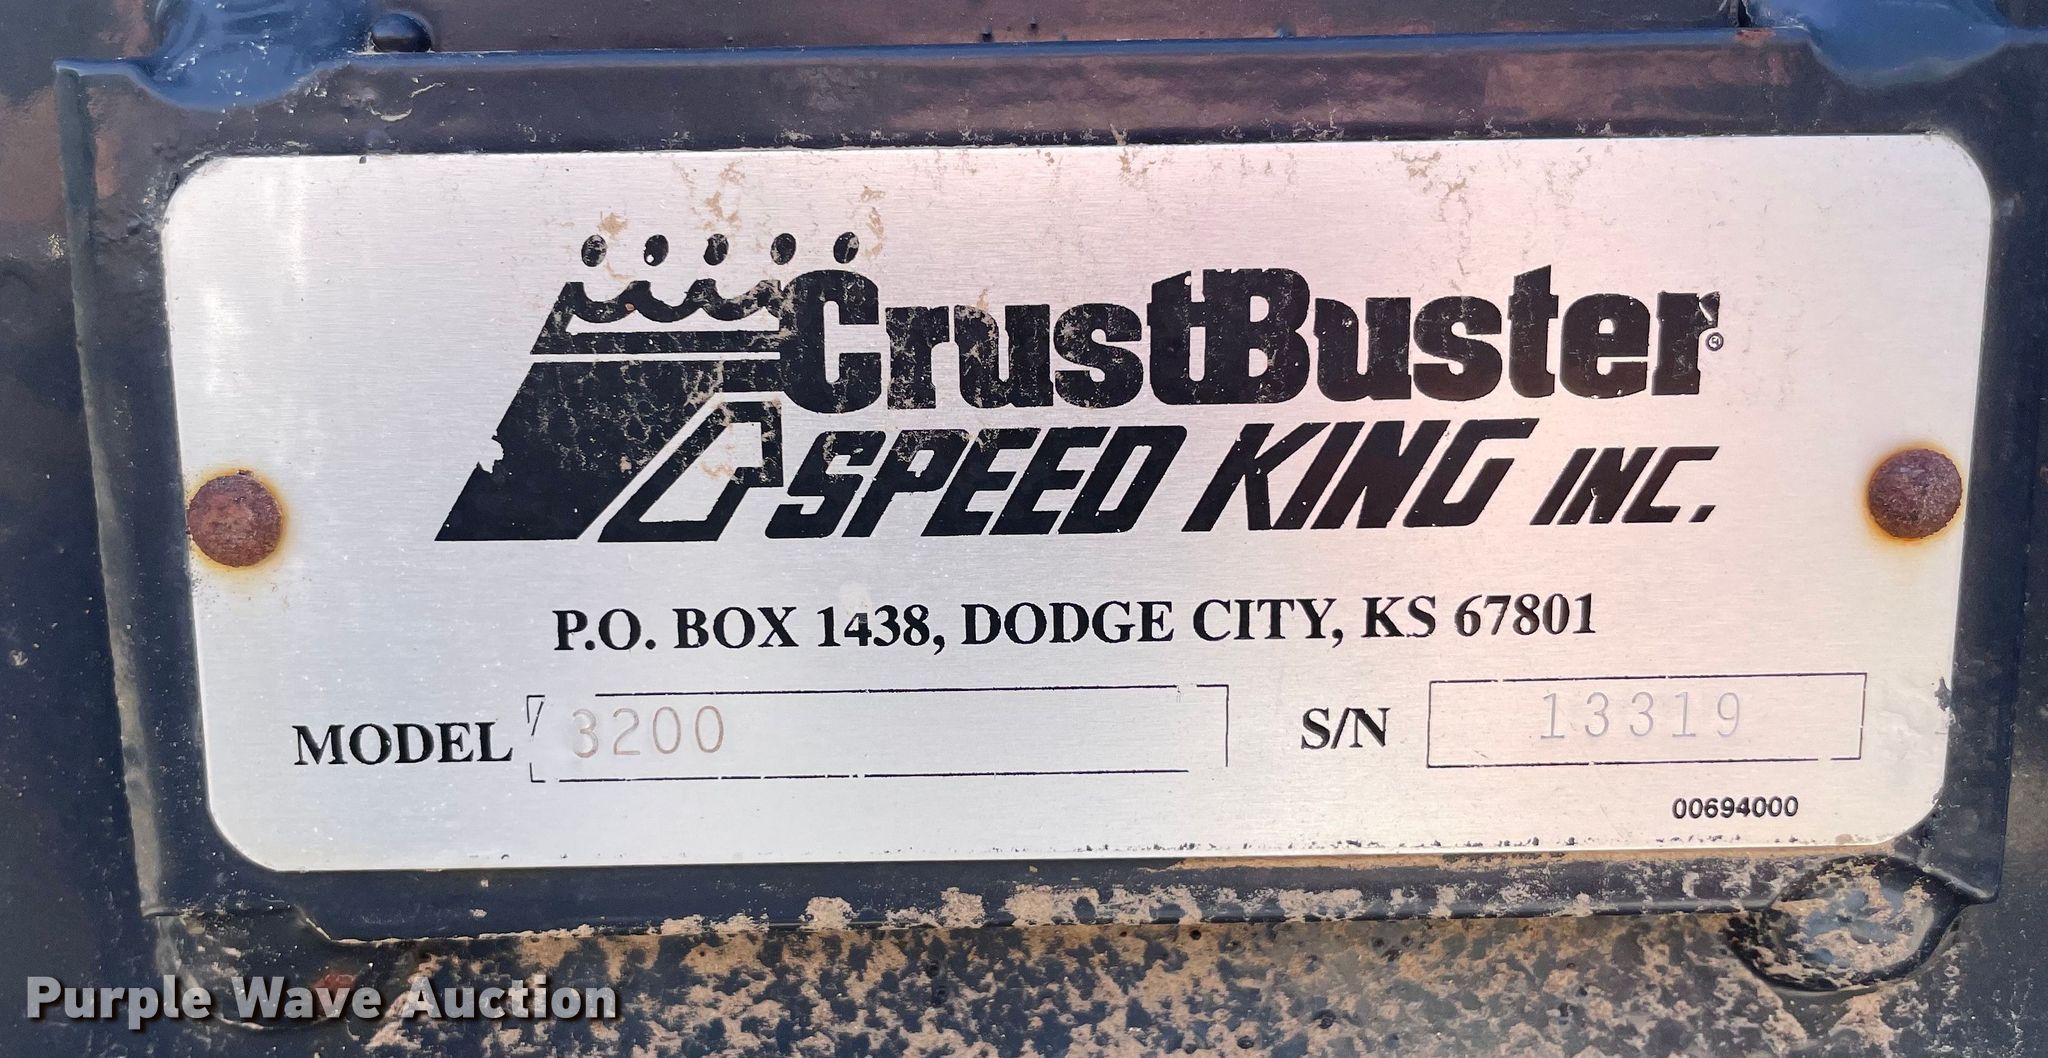 CrustBuster®
SPEED KING INC.
P.O. BOX 1438, DODGE CITY, KS 67801
MODEL 3200 S/N 13319
00694000
Purple Wave Auction